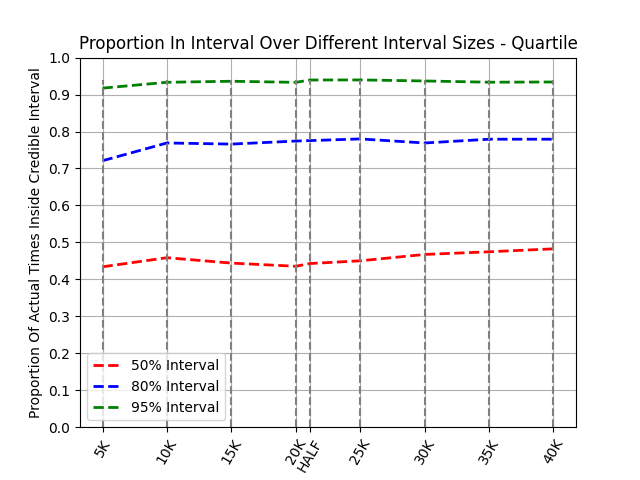 Proportion In Interval Over Different Interval Sizes - Quartile
Proportion Of Actual Times Inside Credible Interval
1.0
0.9
0.8
0.7
0.6
0.5
0.4
0.3
0.2
0.1
0.0
50% Interval
80% Interval
95% Interval
5K
10K
15K
20K
HALF
25K
30K
35K
40K